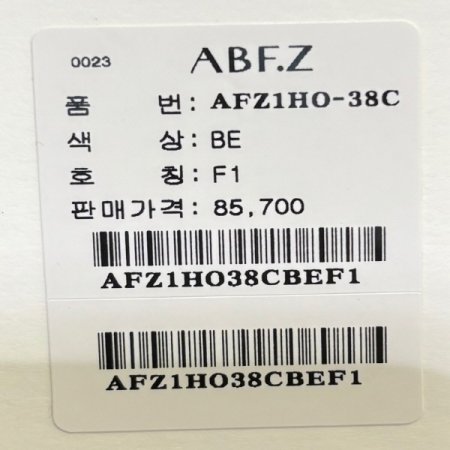 0023 ABF.Z
품 번: AFZ1HO-38C
색 상: BE
호 칭: F1
판매가격: 85,700
AFZ1HO38CBEF1
AFZ1HO38CBEF1